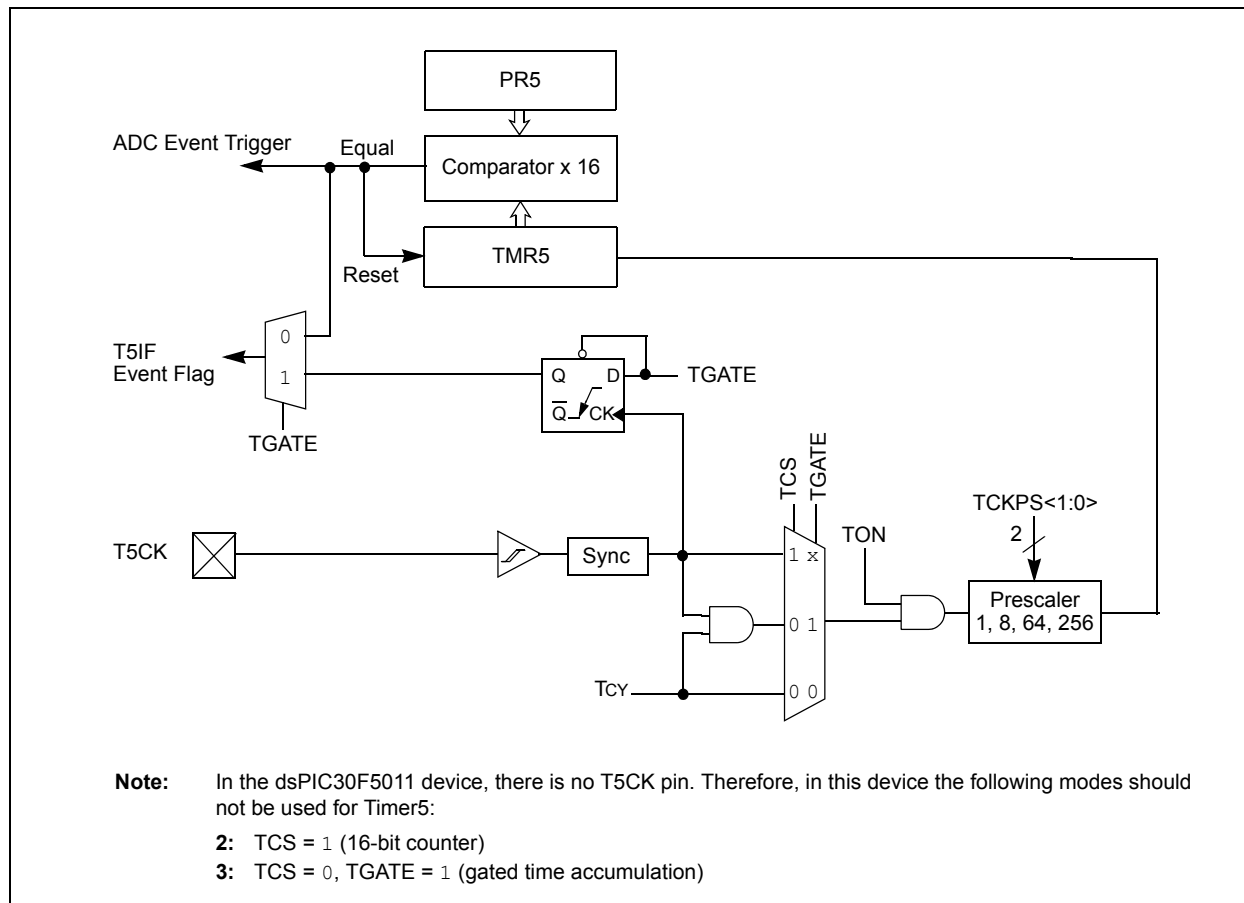 PR5
ADC Event Trigger
Equal
Comparator x 16
TMR5
Reset
0
T5IF
Event Flag
1
Q D
TGATE
Q̅ CK
TGATE
TCS
TGATE
TCKPS<1:0>
2
TON
T5CK
Sync
1 x
Prescaler
1, 8, 64, 256
0 1
TCY
0 0
Note: In the dsPIC30F5011 device, there is no T5CK pin. Therefore, in this device the following modes should
not be used for Timer5:
2: TCS = 1 (16-bit counter)
3: TCS = 0, TGATE = 1 (gated time accumulation)